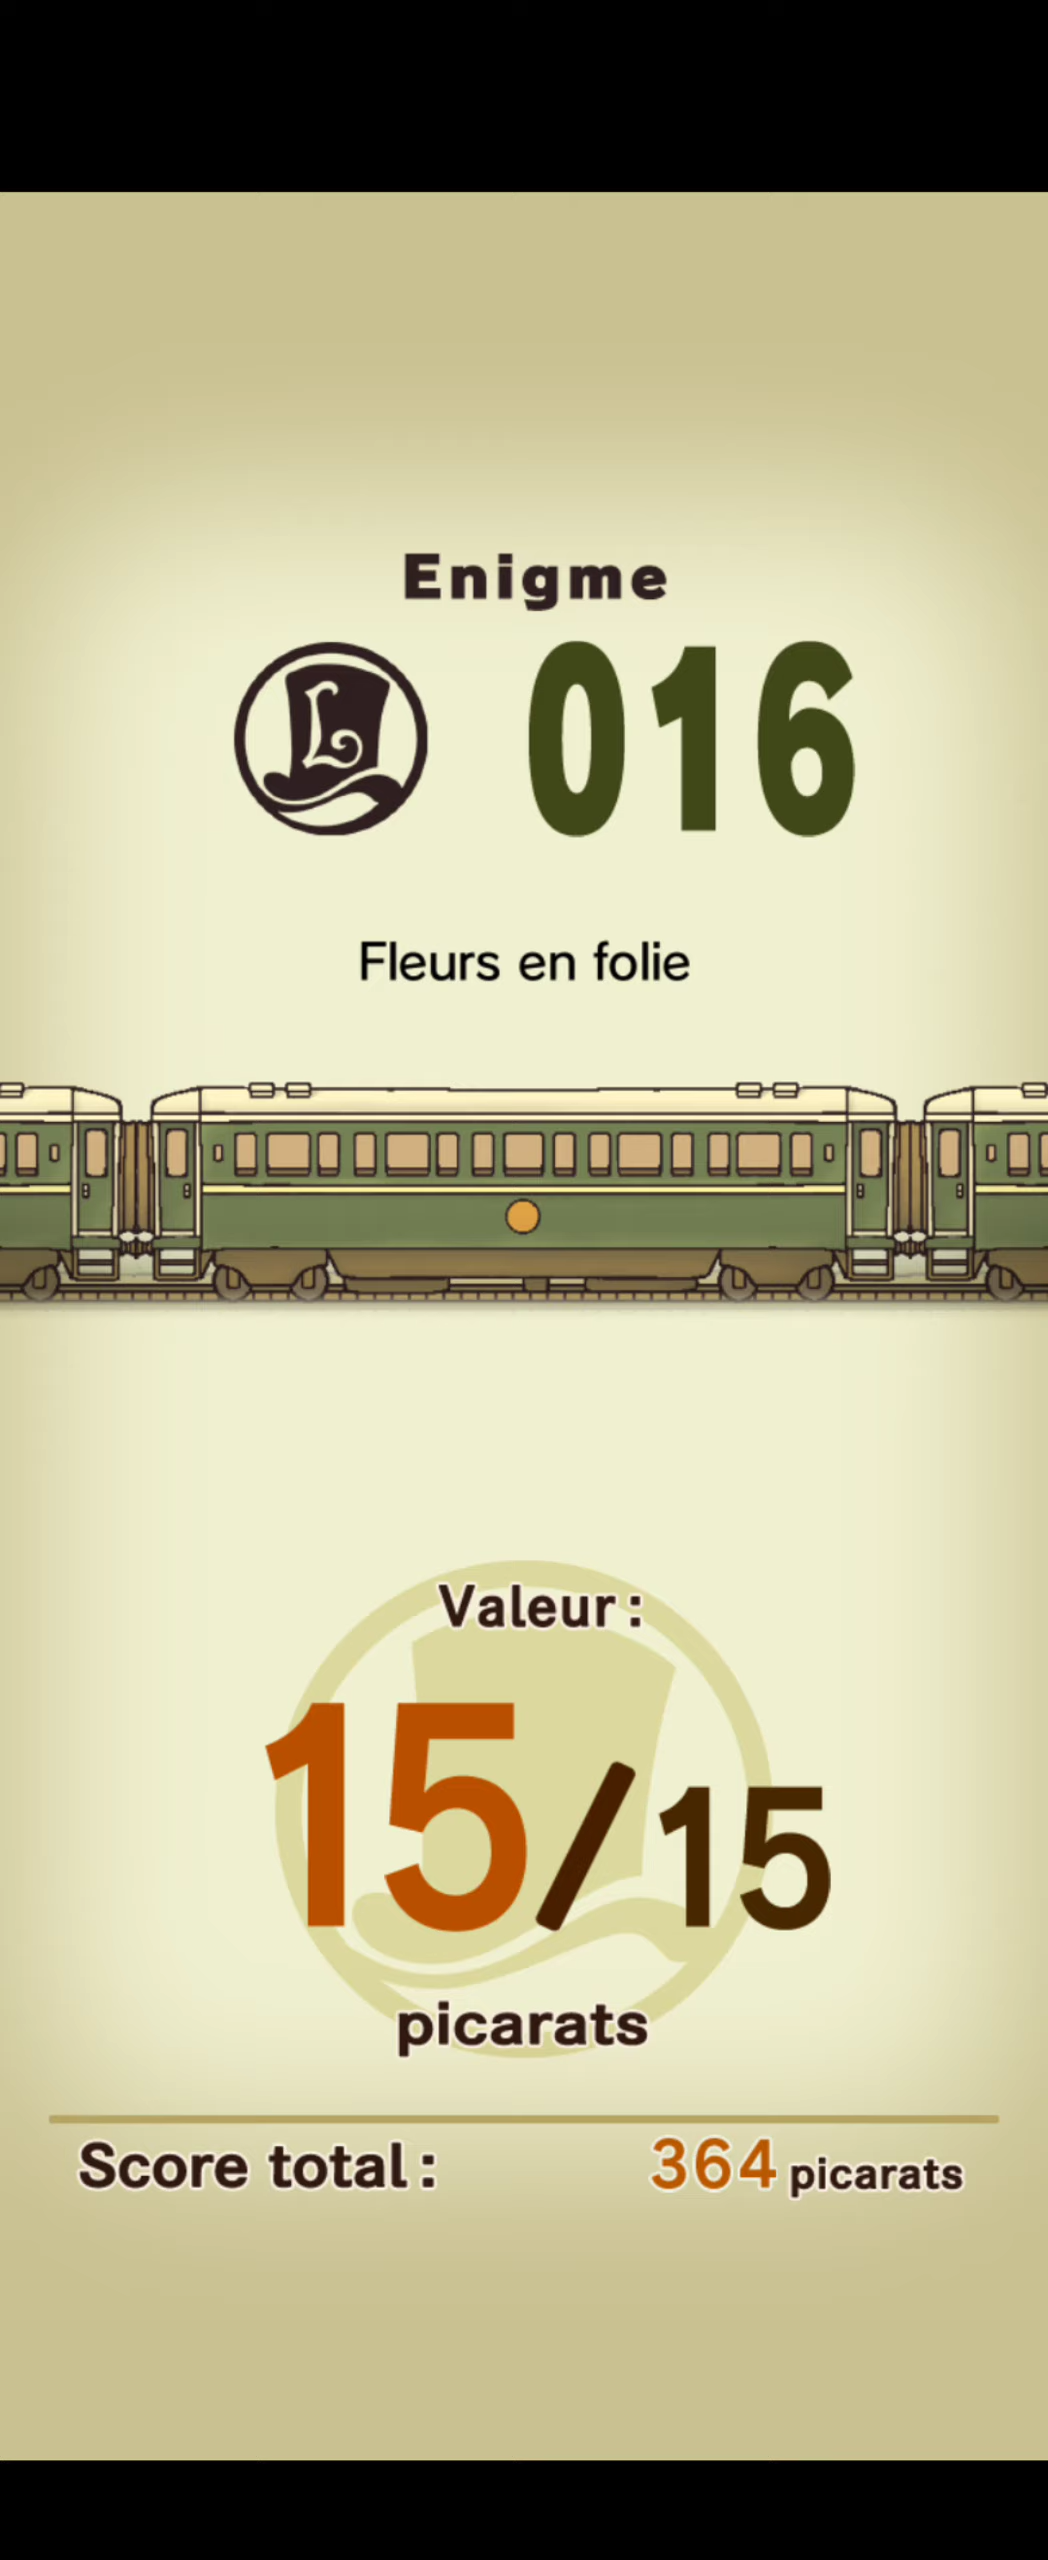 Enigme
L 016
Fleurs en folie
Valeur :
15/15
picarats
Score total : 364 picarats